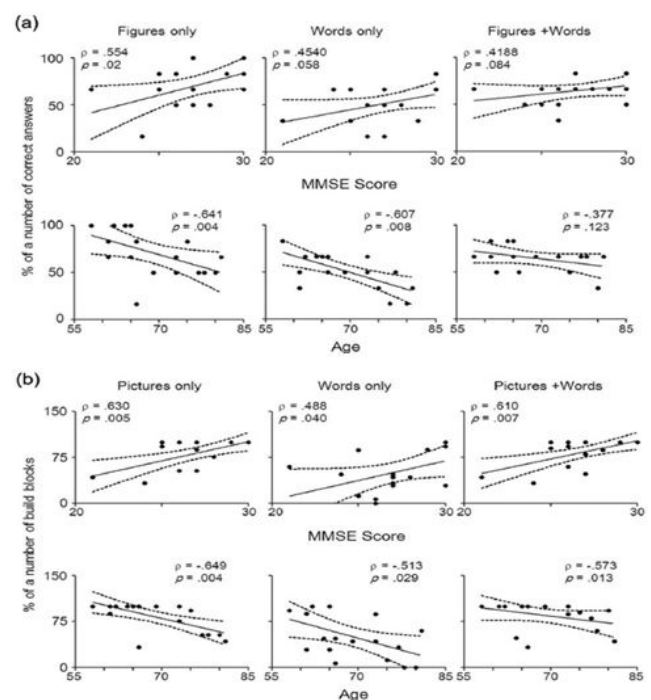 (a)
Figures only Words only Figures +Words
ρ = .554
p = .02
ρ = .4540
p = .058
ρ = .4188
p = .084
100
50
0
20 30 20 30 20 30
MMSE Score
% of a number of correct answers
ρ = -.641
p = .004
ρ = -.607
p = .008
ρ = -.377
p = .123
100
50
0
55 70 85 55 70 85 55 70 85
Age
(b)
Pictures only Words only Pictures +Words
ρ = .630
p = .005
ρ = .488
p = .040
ρ = .610
p = .007
150
75
0
20 30 20 30 20 30
MMSE Score
% of a number of build blocks
ρ = -.649
p = .004
ρ = -.513
p = .029
ρ = -.573
p = .013
150
75
0
55 70 85 55 70 85 55 70 85
Age